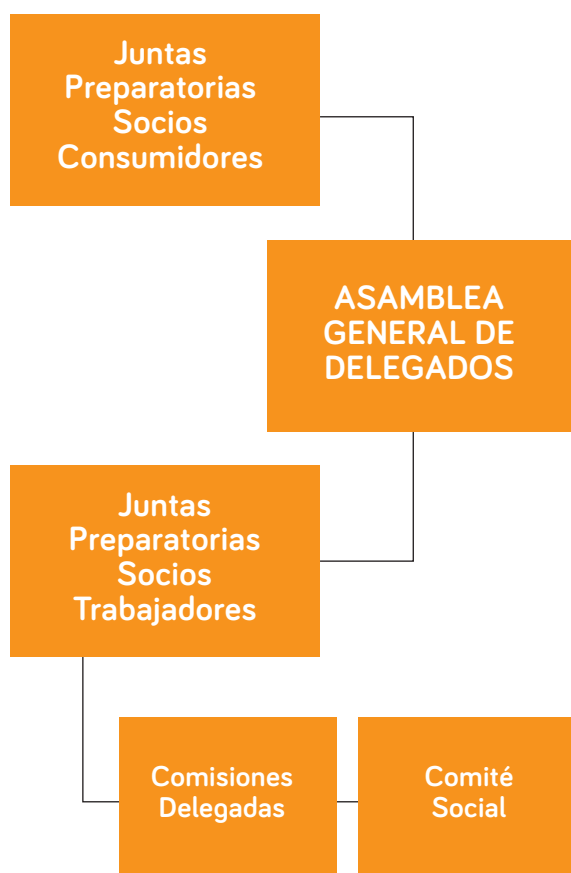 Juntas
Preparatorias
Socios
Consumidores
ASAMBLEA
GENERAL DE
DELEGADOS
Juntas
Preparatorias
Socios
Trabajadores
Comisiones
Delegadas
Comité
Social